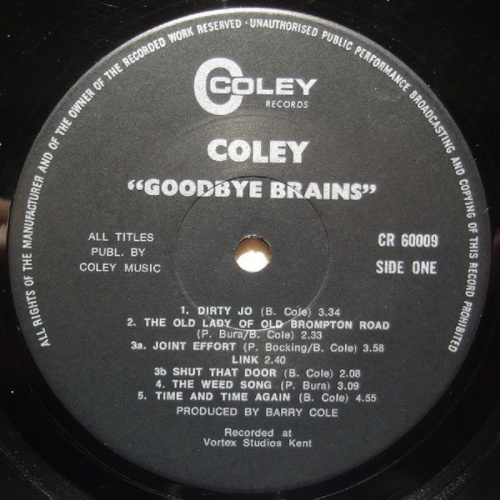 ALL RIGHTS OF THE MANUFACTURER AND OF THE OWNER OF THE RECORDED WORK RESERVED - UNAUTHORISED PUBLIC PERFORMANCE BROADCASTING AND COPYING OF THIS RECORD PROHIBITED
COLEY
RECORDS
COLEY
"GOODBYE BRAINS"
ALL TITLES
PUBL. BY
COLEY MUSIC
CR 60009
SIDE ONE
1. DIRTY JO (B. Cole) 3.34
2. THE OLD LADY OF OLD BROMPTON ROAD
P. Bura/B. Cole) 2.33
3a. JOINT EFFORT (P. Bocking/B. Cole) 3.58
LINK 2.40
3b SHUT THAT DOOR (B. Cole) 2.08
4. THE WEED SONG (P. Bura) 3.09
5. TIME AND TIME AGAIN (B. Cole) 4.55
PRODUCED BY BARRY COLE
Recorded at
Vortex Studios Kent